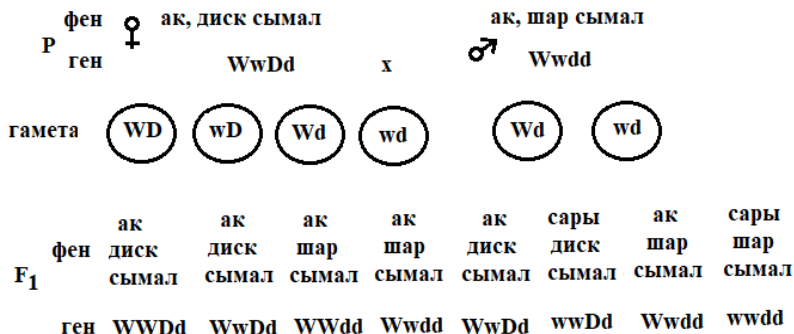 фен ♀ ак, диск сымал ак, шар сымал
P
ген WwDd x ♂ Wwdd
гамета WD wD Wd wd Wd wd
ак ак ак ак ак сары ак сары
фен диск диск шар шар диск диск шар шар
F1 сымал сымал сымал сымал сымал сымал сымал сымал
ген WWDd WwDd WWdd Wwdd WwDd wwDd Wwdd wwdd